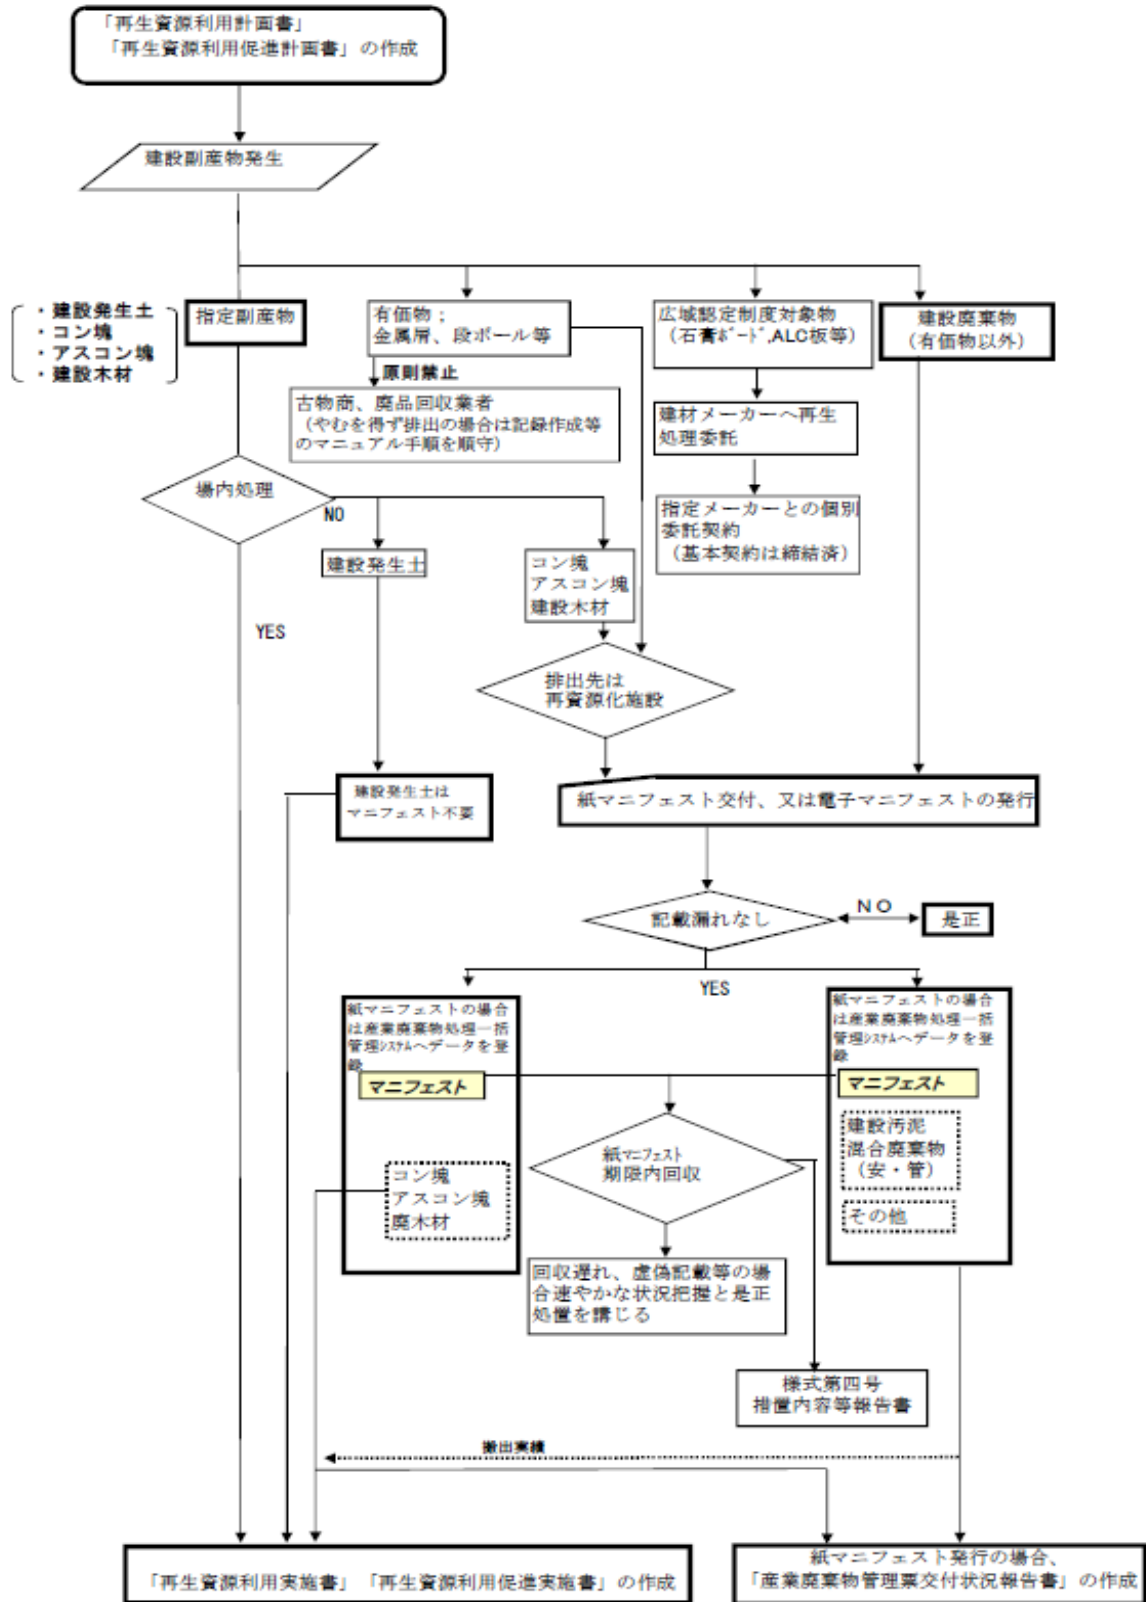 「再生資源利用計画書」
「再生資源利用促進計画書」の作成
建設副産物発生
・建設発生土
・コン塊
・アスコン塊
・建設木材
指定副産物
有価物；
金属屑、段ボール等
広域認定制度対象物
（石膏ﾎﾞｰﾄﾞ,ALC板等）
建設廃棄物
（有価物以外）
原則禁止
古物商、廃品回収業者
（やむを得ず排出の場合は記録作成等
のマニュアル手順を順守）
建材メーカーへ再生
処理委託
場内処理
NO
指定メーカーとの個別
委託契約
（基本契約は締結済）
建設発生土
コン塊
アスコン塊
建設木材
YES
排出先は
再資源化施設
建設発生土は
マニフェスト不要
紙マニフェスト交付、又は電子マニフェストの発行
記載漏れなし
NO
是正
YES
紙マニフェストの場合
は産業廃棄物処理一括
管理ｼｽﾃﾑへデータを登
録
マニフェスト
コン塊
アスコン塊
廃木材
紙マニフェストの場合
は産業廃棄物処理一括
管理ｼｽﾃﾑへデータを登
録
マニフェスト
建設汚泥
混合廃棄物
（安・管）
その他
紙ﾏﾆﾌｪｽﾄ
期限内回収
回収遅れ、虚偽記載等の場
合速やかな状況把握と是正
処置を講じる
様式第四号
措置内容等報告書
搬出実績
「再生資源利用実施書」「再生資源利用促進実施書」の作成
紙マニフェスト発行の場合、
「産業廃棄物管理票交付状況報告書」の作成